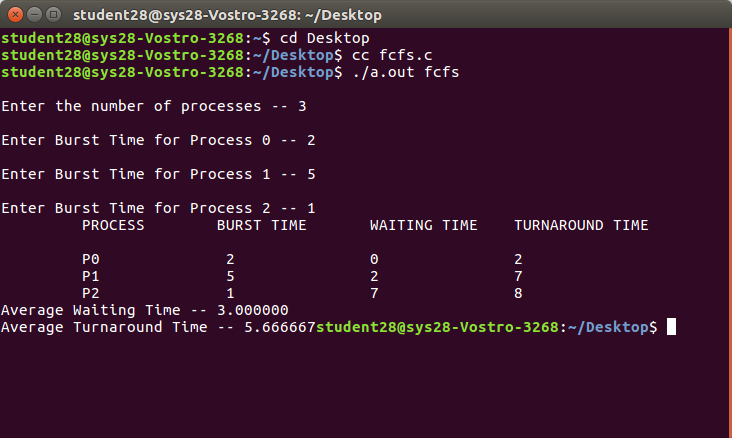 student28@sys28-Vostro-3268: ~/Desktop
student28@sys28-Vostro-3268:~$ cd Desktop
student28@sys28-Vostro-3268:~/Desktop$ cc fcfs.c
student28@sys28-Vostro-3268:~/Desktop$ ./a.out fcfs
Enter the number of processes -- 3
Enter Burst Time for Process 0 -- 2
Enter Burst Time for Process 1 -- 5
Enter Burst Time for Process 2 -- 1
PROCESS BURST TIME WAITING TIME TURNAROUND TIME
P0 2 0 2
P1 5 2 7
P2 1 7 8
Average Waiting Time -- 3.000000
Average Turnaround Time -- 5.666667student28@sys28-Vostro-3268:~/Desktop$